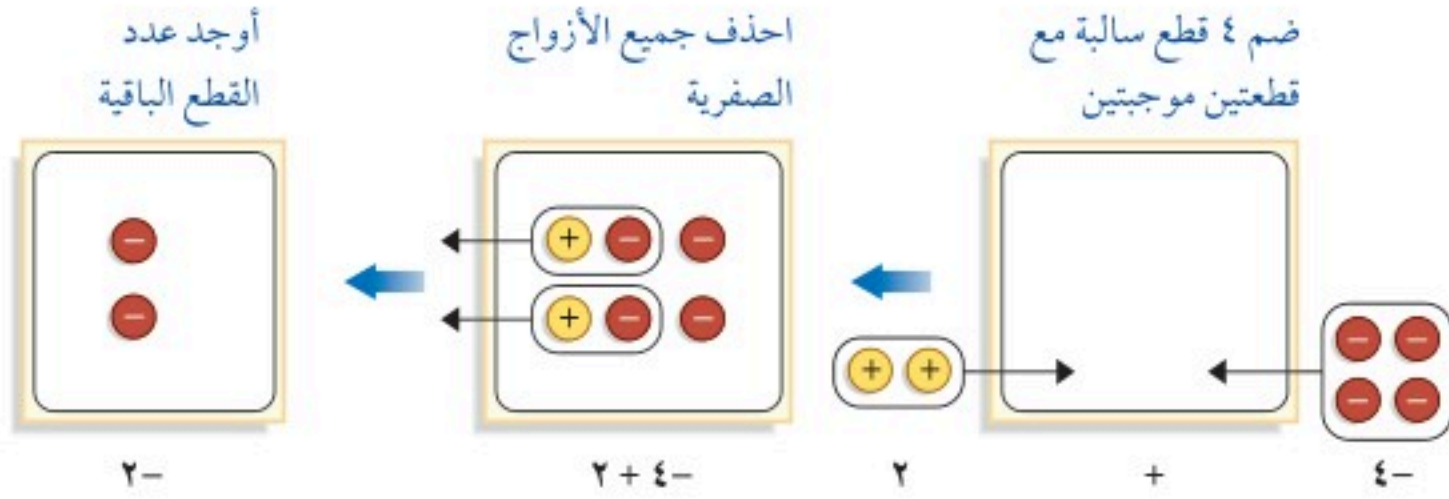 ضم ٤ قطع سالبة مع
قطعتين موجبتين
احذف جميع الأزواج
الصفرية
أوجد عدد
القطع الباقية
− −
− −
+ +
+ − −
+ − −
−
−
−٤ + ٢
−٤ + ٢
−٢